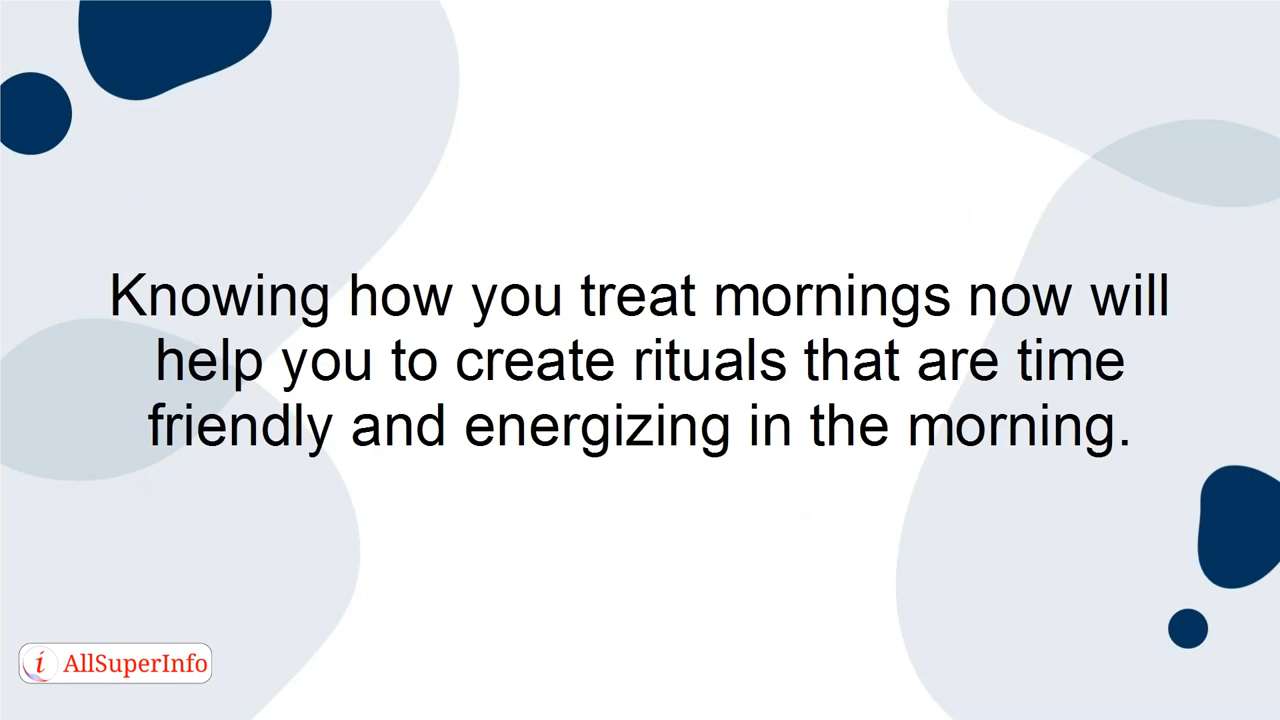 Knowing how you treat mornings now will
help you to create rituals that are time
friendly and energizing in the morning.
i AllSuperInfo